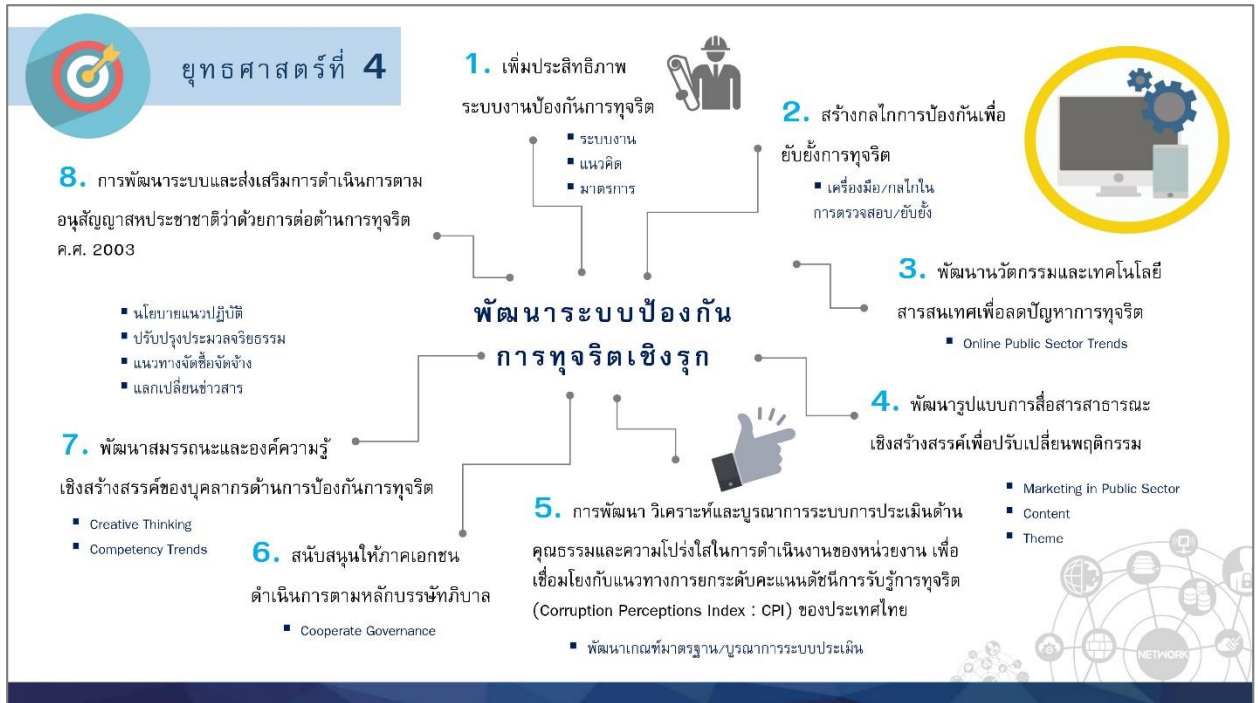 ยุทธศาสตร์ที่ 4
1. เพิ่มประสิทธิภาพ
ระบบงานป้องกันการทุจริต
▪ ระบบงาน
▪ แนวคิด
▪ มาตรการ
2. สร้างกลไกการป้องกันเพื่อ
ยับยั้งการทุจริต
▪ เครื่องมือ/กลไกใน
การตรวจสอบ/ยับยั้ง
3. พัฒนานวัตกรรมและเทคโนโลยี
สารสนเทศเพื่อลดปัญหาการทุจริต
▪ Online Public Sector Trends
4. พัฒนารูปแบบการสื่อสารสาธารณะ
เชิงสร้างสรรค์เพื่อปรับเปลี่ยนพฤติกรรม
▪ Marketing in Public Sector
▪ Content
▪ Theme
5. การพัฒนา วิเคราะห์และบูรณาการระบบการประเมินด้าน
คุณธรรมและความโปร่งใสในการดำเนินงานของหน่วยงาน เพื่อ
เชื่อมโยงกับแนวทางการยกระดับคะแนนดัชนีการรับรู้การทุจริต
(Corruption Perceptions Index : CPI) ของประเทศไทย
▪ พัฒนาเกณฑ์มาตรฐาน/บูรณาการระบบประเมิน
6. สนับสนุนให้ภาคเอกชน
ดำเนินการตามหลักบรรษัทภิบาล
▪ Cooperate Governance
7. พัฒนาสมรรถนะและองค์ความรู้
เชิงสร้างสรรค์ของบุคลากรด้านการป้องกันการทุจริต
▪ Creative Thinking
▪ Competency Trends
8. การพัฒนาระบบและส่งเสริมการดำเนินการตาม
อนุสัญญาสหประชาชาติว่าด้วยการต่อต้านการทุจริต
ค.ศ. 2003
▪ นโยบายแนวปฏิบัติ
▪ ปรับปรุงประมวลจริยธรรม
▪ แนวทางจัดซื้อจัดจ้าง
▪ แลกเปลี่ยนข่าวสาร
พัฒนาระบบป้องกัน
การทุจริตเชิงรุก
NETWORK